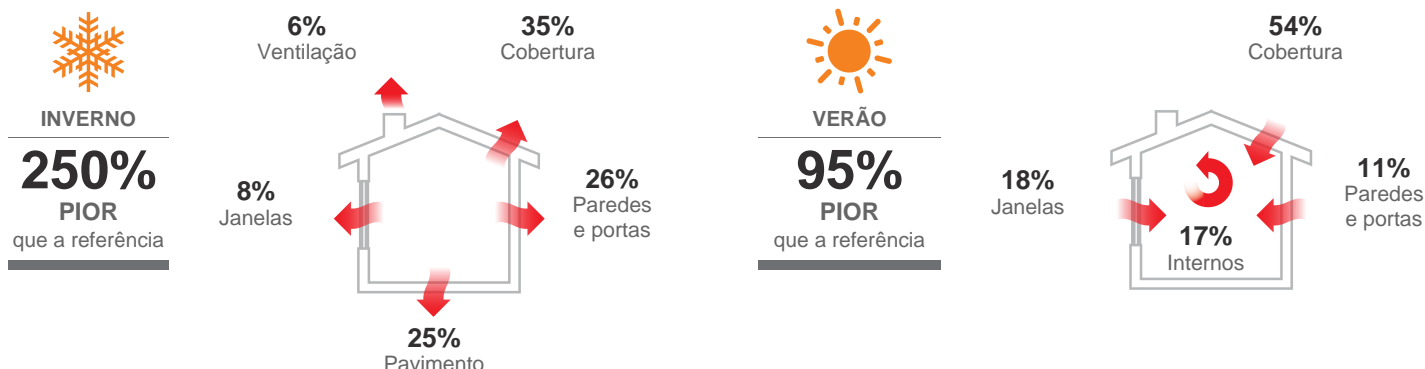 INVERNO
250%
PIOR
que a referência
6%
Ventilação
35%
Cobertura
8%
Janelas
26%
Paredes
e portas
25%
Pavimento
VERÃO
95%
PIOR
que a referência
54%
Cobertura
18%
Janelas
11%
Paredes
e portas
17%
Internos